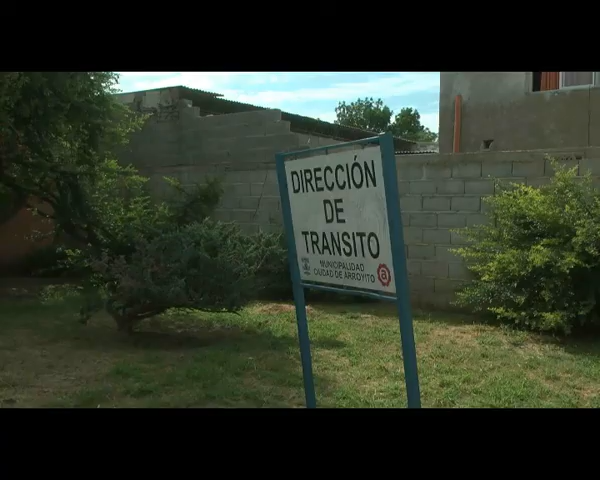 DIRECCIÓN
DE
TRANSITO
MUNICIPALIDAD
CIUDAD DE ARROYITO
a